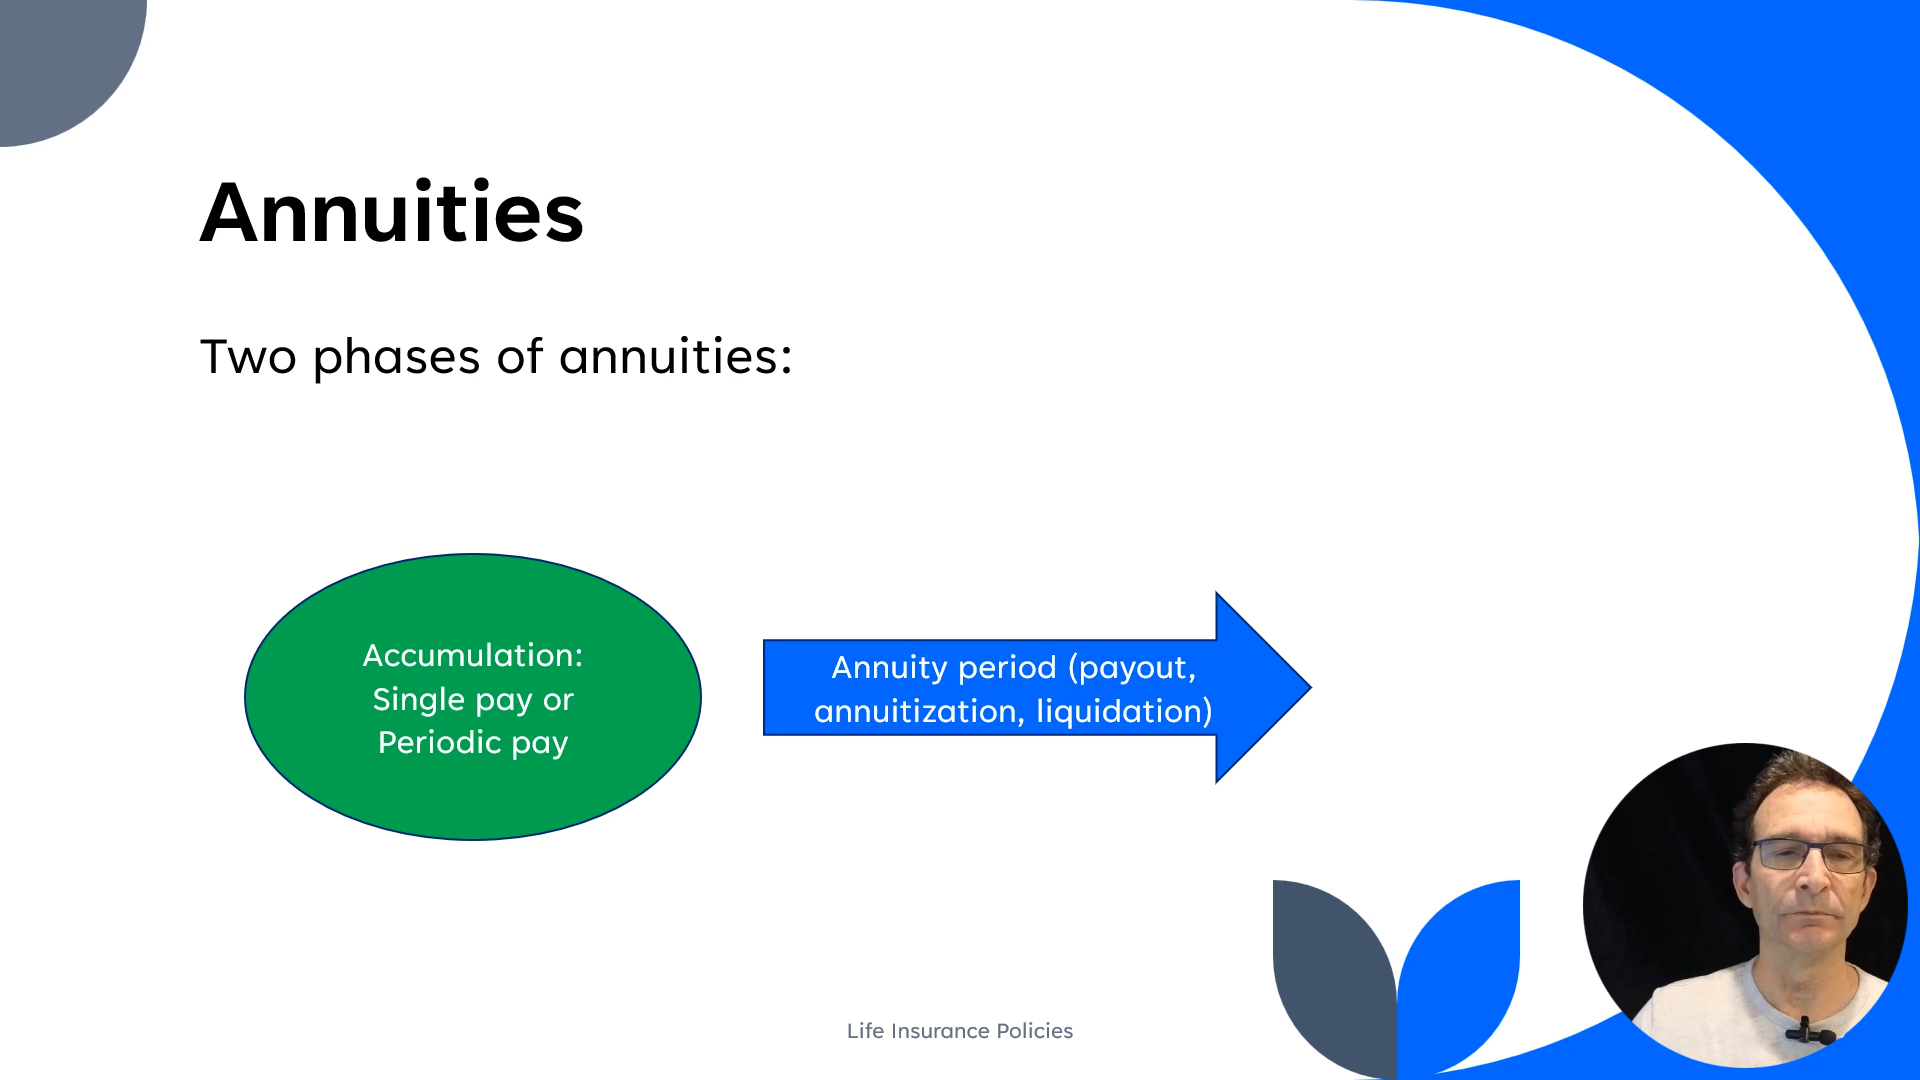 Annuities
Two phases of annuities:
Accumulation:
Single pay or
Periodic pay
Annuity period (payout,
annuitization, liquidation)
Life Insurance Policies